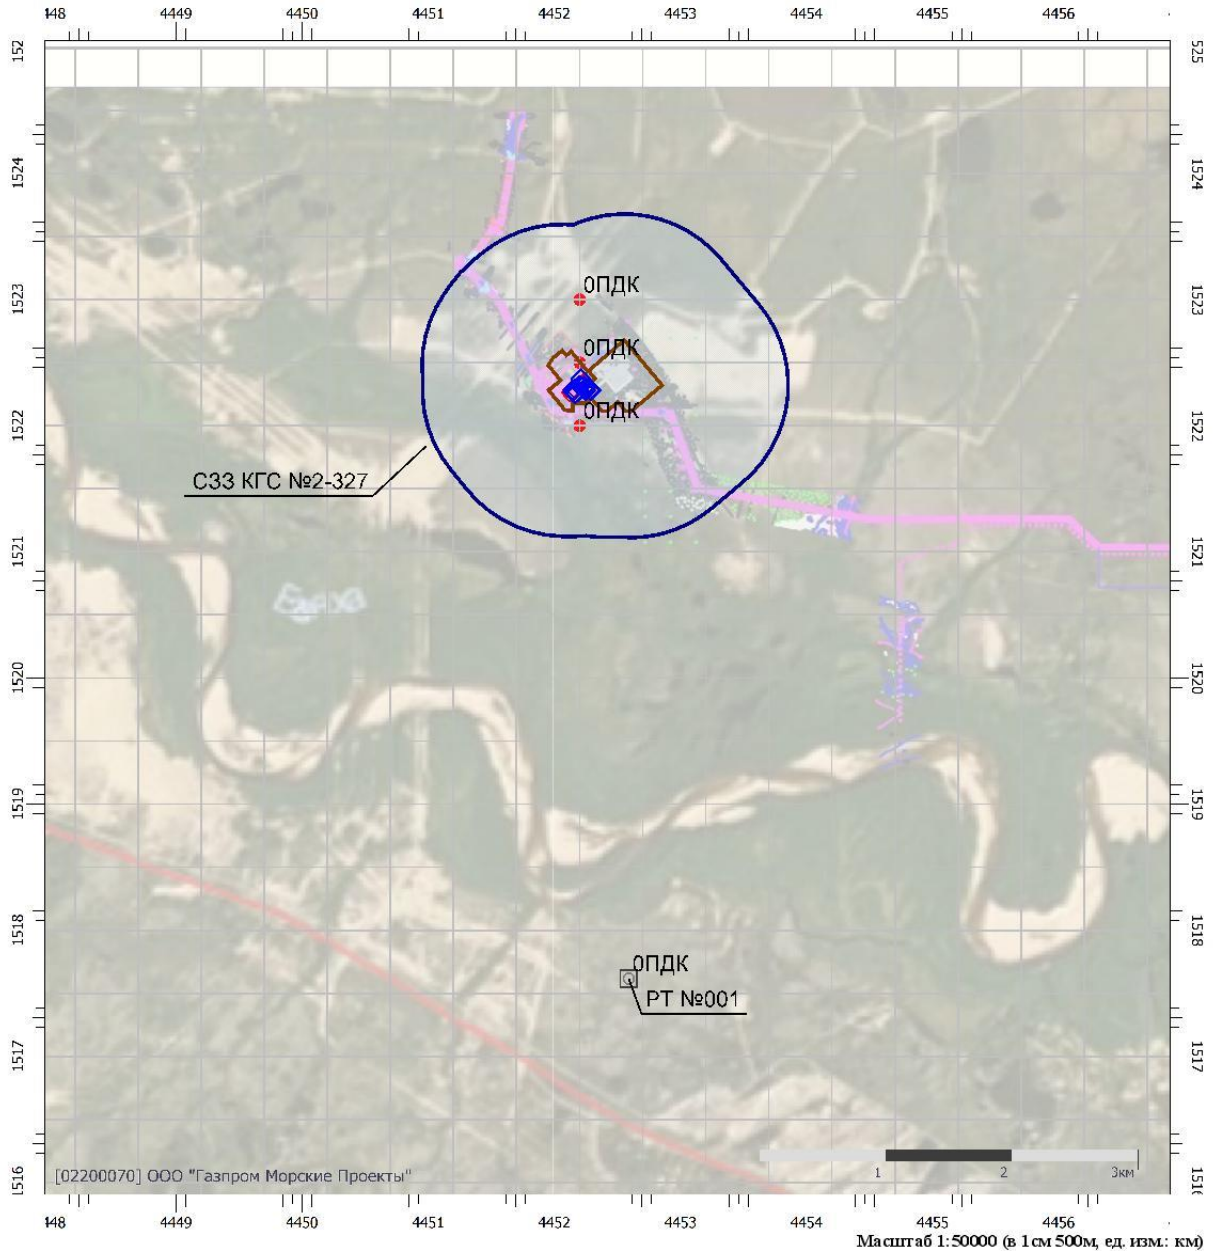 48 4449 4450 4451 4452 4453 4454 4455 4456
152 525
1524 1524
0ПДК
1523 1523
0ПДК
0ПДК
1522 1522
СЗЗ КГС №2-327
1521 1521
1520 1520
1519 1519
1518 1518
0ПДК
РТ №001
1517 1517
[02200070] ООО "Газпром Морские Проекты"
1 2 3км
1516 1516
48 4449 4450 4451 4452 4453 4454 4455 4456
Масштаб 1:50000 (в 1см 500м, ед. изм.: км)